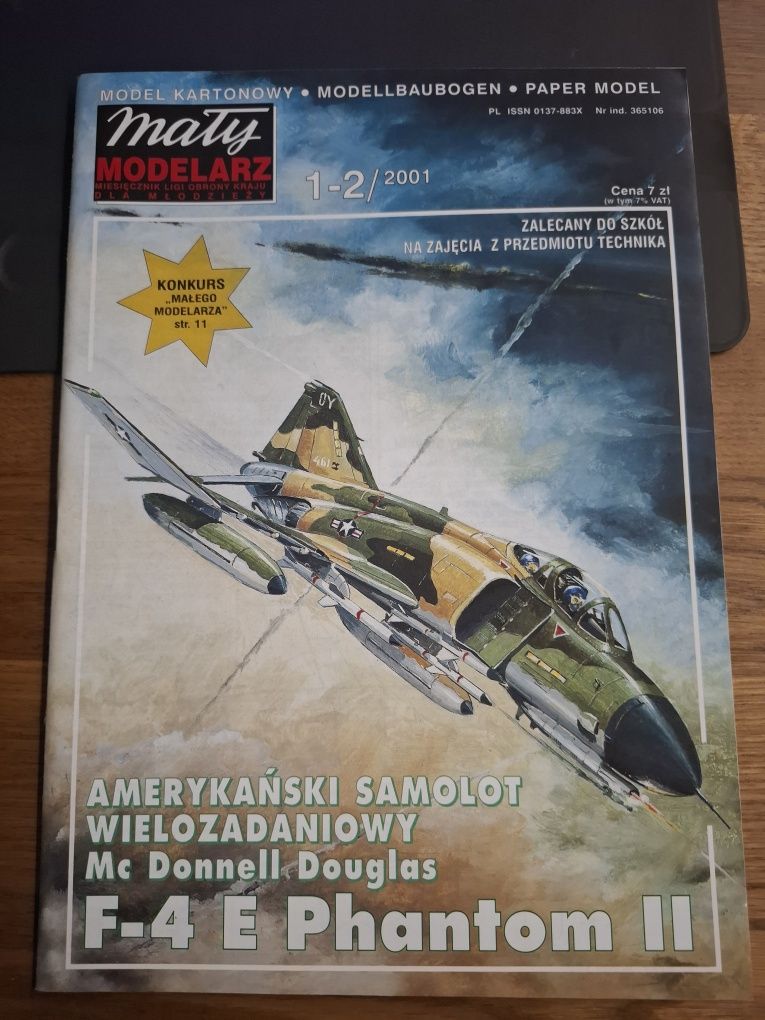 MODEL KARTONOWY • MODELLBAUBOGEN • PAPER MODEL
PL ISSN 0137-883X Nr ind. 365106
mały
MODELARZ
MIESIĘCZNIK LIGI OBRONY KRAJU
DLA MŁODZIEŻY
1-2/2001
Cena 7 zł
(w tym 7% VAT)
ZALECANY DO SZKÓŁ
NA ZAJĘCIA Z PRZEDMIOTU TECHNIKA
KONKURS
„MAŁEGO
MODELARZA”
str. 11
OY
461
AMERYKAŃSKI SAMOLOT
WIELOZADANIOWY
Mc Donnell Douglas
F-4 E Phantom II